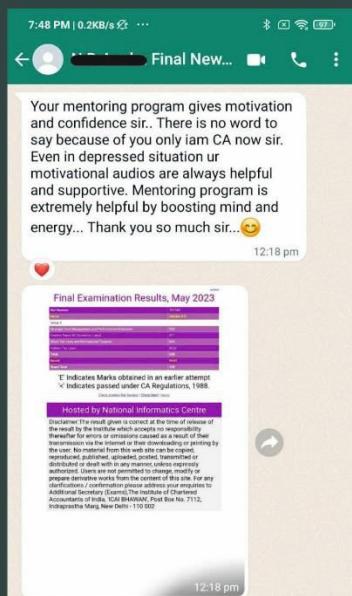 7:48 PM | 0.2KB/s
97
Final New...
Your mentoring program gives motivation
and confidence sir.. There is no word to
say because of you only iam CA now sir.
Even in depressed situation ur
motivational audios are always helpful
and supportive. Mentoring program is
extremely helpful by boosting mind and
energy... Thank you so much sir...😊
12:18 pm
Final Examination Results, May 2023
'E' Indicates Marks obtained in an earlier attempt
Indicates passed under CA Regulations, 1988.
Hosted by National Informatics Centre
Disclaimer:The result given is correct at the time of release of
the result by the Institute which accepts no responsibility
thereafter for errors or omissions caused as a result of their
transmission via the internet or their downloading or printing by
the user. No material from this web site can be copied,
reproduced, published, uploaded, posted, transmitted or
distributed or dealt with in any manner, unless expressly
authorized. Users are not permitted to change, modify or
prepare derivative works from the content of this site. For any
clarifications / confirmation please address your enquiries to
Additional Secretary (Exams),The Institute of Chartered
Accountants of India, 'ICAI BHAWAN', Post Box No. 7112,
Indraprastha Marg, New Delhi - 110 002
12:18 pm